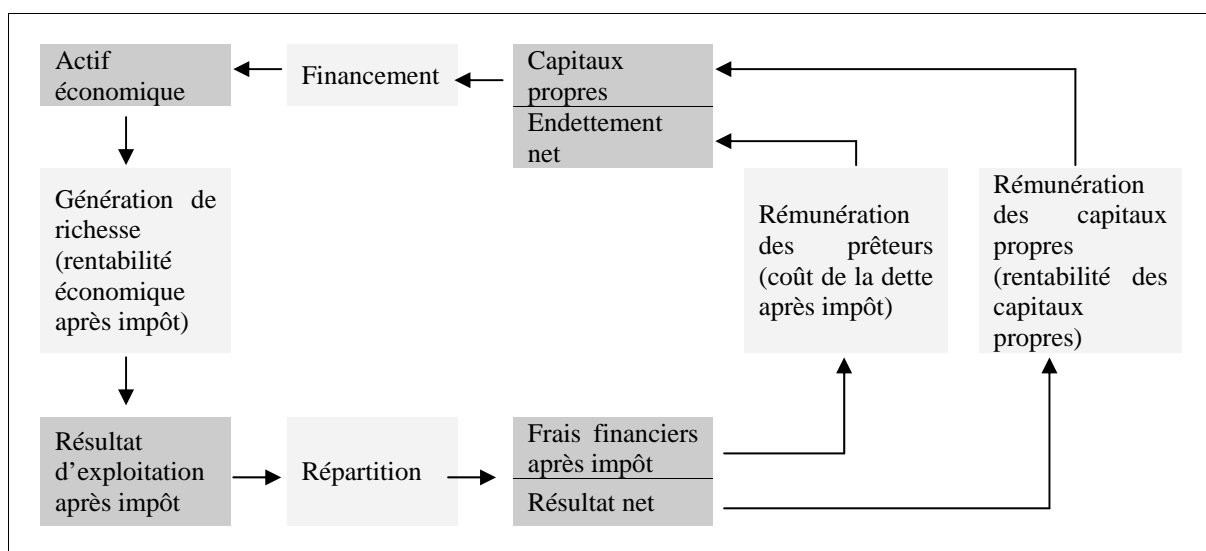 Actif
économique
Financement
Capitaux
propres
Endettement
net
Génération de
richesse
(rentabilité
économique
après impôt)
Rémunération
des prêteurs
(coût de la dette
après impôt)
Rémunération
des capitaux
propres
(rentabilité des
capitaux
propres)
Résultat
d'exploitation
après impôt
Répartition
Frais financiers
après impôt
Résultat net